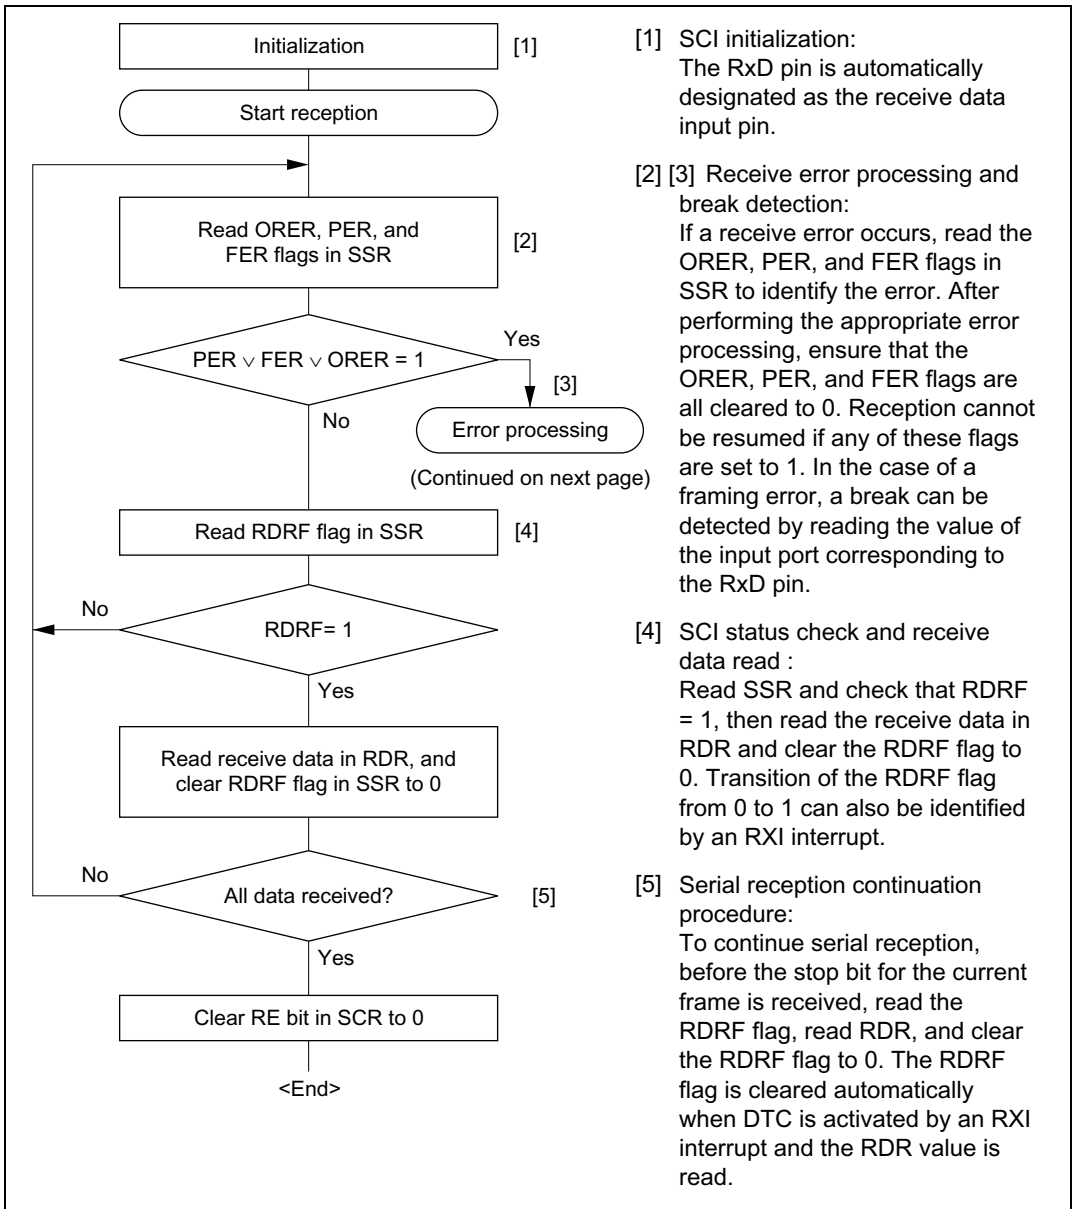 Initialization
[1]
Start reception
Read ORER, PER, and
FER flags in SSR
[2]
PER ∨ FER ∨ ORER = 1
Yes
[3]
No
Error processing
(Continued on next page)
Read RDRF flag in SSR
[4]
No
RDRF= 1
Yes
Read receive data in RDR, and
clear RDRF flag in SSR to 0
No
All data received?
[5]
Yes
Clear RE bit in SCR to 0
<End>
[1] SCI initialization:
The RxD pin is automatically
designated as the receive data
input pin.
[2] [3] Receive error processing and
break detection:
If a receive error occurs, read the
ORER, PER, and FER flags in
SSR to identify the error. After
performing the appropriate error
processing, ensure that the
ORER, PER, and FER flags are
all cleared to 0. Reception cannot
be resumed if any of these flags
are set to 1. In the case of a
framing error, a break can be
detected by reading the value of
the input port corresponding to
the RxD pin.
[4] SCI status check and receive
data read :
Read SSR and check that RDRF
= 1, then read the receive data in
RDR and clear the RDRF flag to
0. Transition of the RDRF flag
from 0 to 1 can also be identified
by an RXI interrupt.
[5] Serial reception continuation
procedure:
To continue serial reception,
before the stop bit for the current
frame is received, read the
RDRF flag, read RDR, and clear
the RDRF flag to 0. The RDRF
flag is cleared automatically
when DTC is activated by an RXI
interrupt and the RDR value is
read.